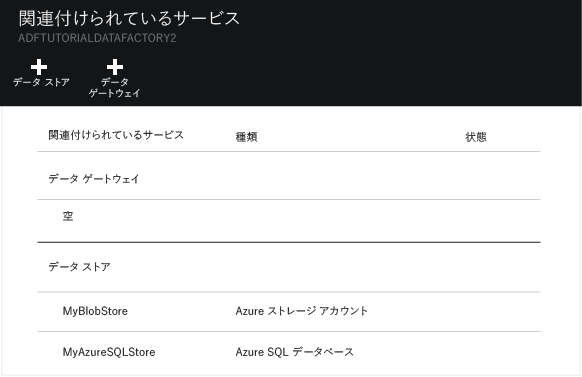 関連付けられているサービス
ADFTUTORIALDATAFACTORY2
データ ストア
データ
ゲートウェイ
関連付けられているサービス 種類 状態
データ ゲートウェイ
空
データ ストア
MyBlobStore Azure ストレージ アカウント
MyAzureSQLStore Azure SQL データベース